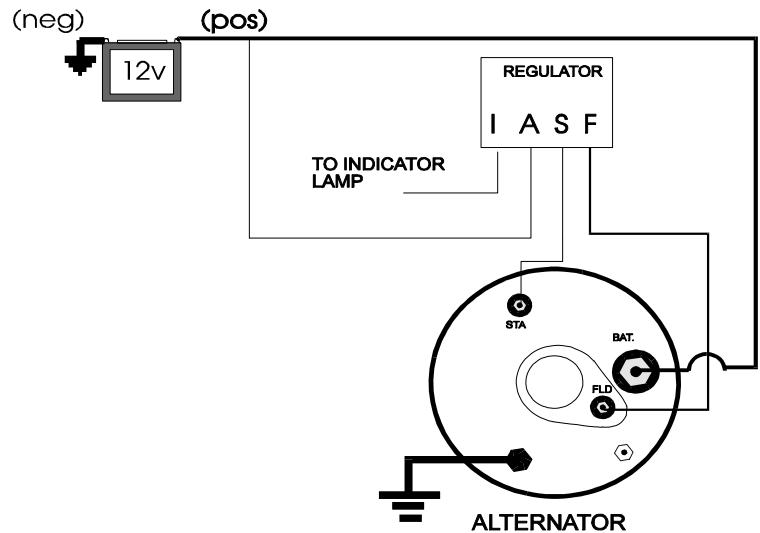 (neg)
(pos)
12v
REGULATOR
I A S F
TO INDICATOR
LAMP
STA
BAT.
FLD
ALTERNATOR